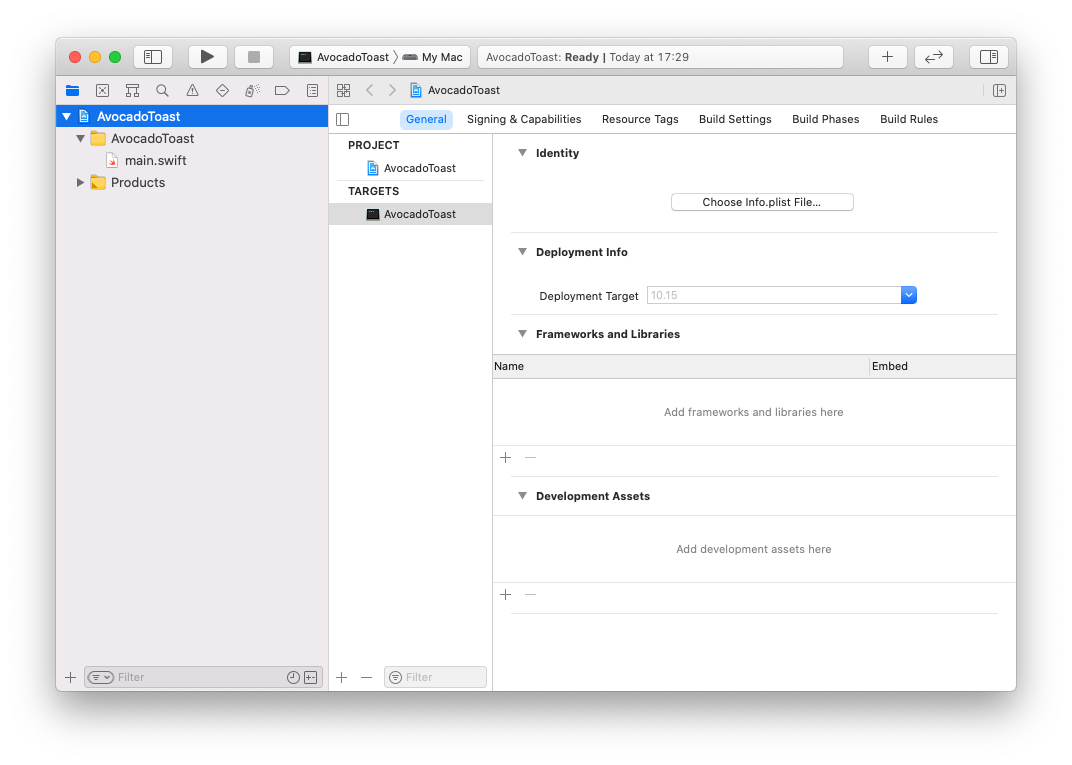 AvocadoToast 〉 My Mac
AvocadoToast: Ready | Today at 17:29
AvocadoToast
AvocadoToast
AvocadoToast
main.swift
Products
Filter
General Signing & Capabilities Resource Tags Build Settings Build Phases Build Rules
PROJECT
AvocadoToast
TARGETS
AvocadoToast
Filter
Identity
Choose Info.plist File...
Deployment Info
Deployment Target 10.15
Frameworks and Libraries
Name Embed
Add frameworks and libraries here
Development Assets
Add development assets here